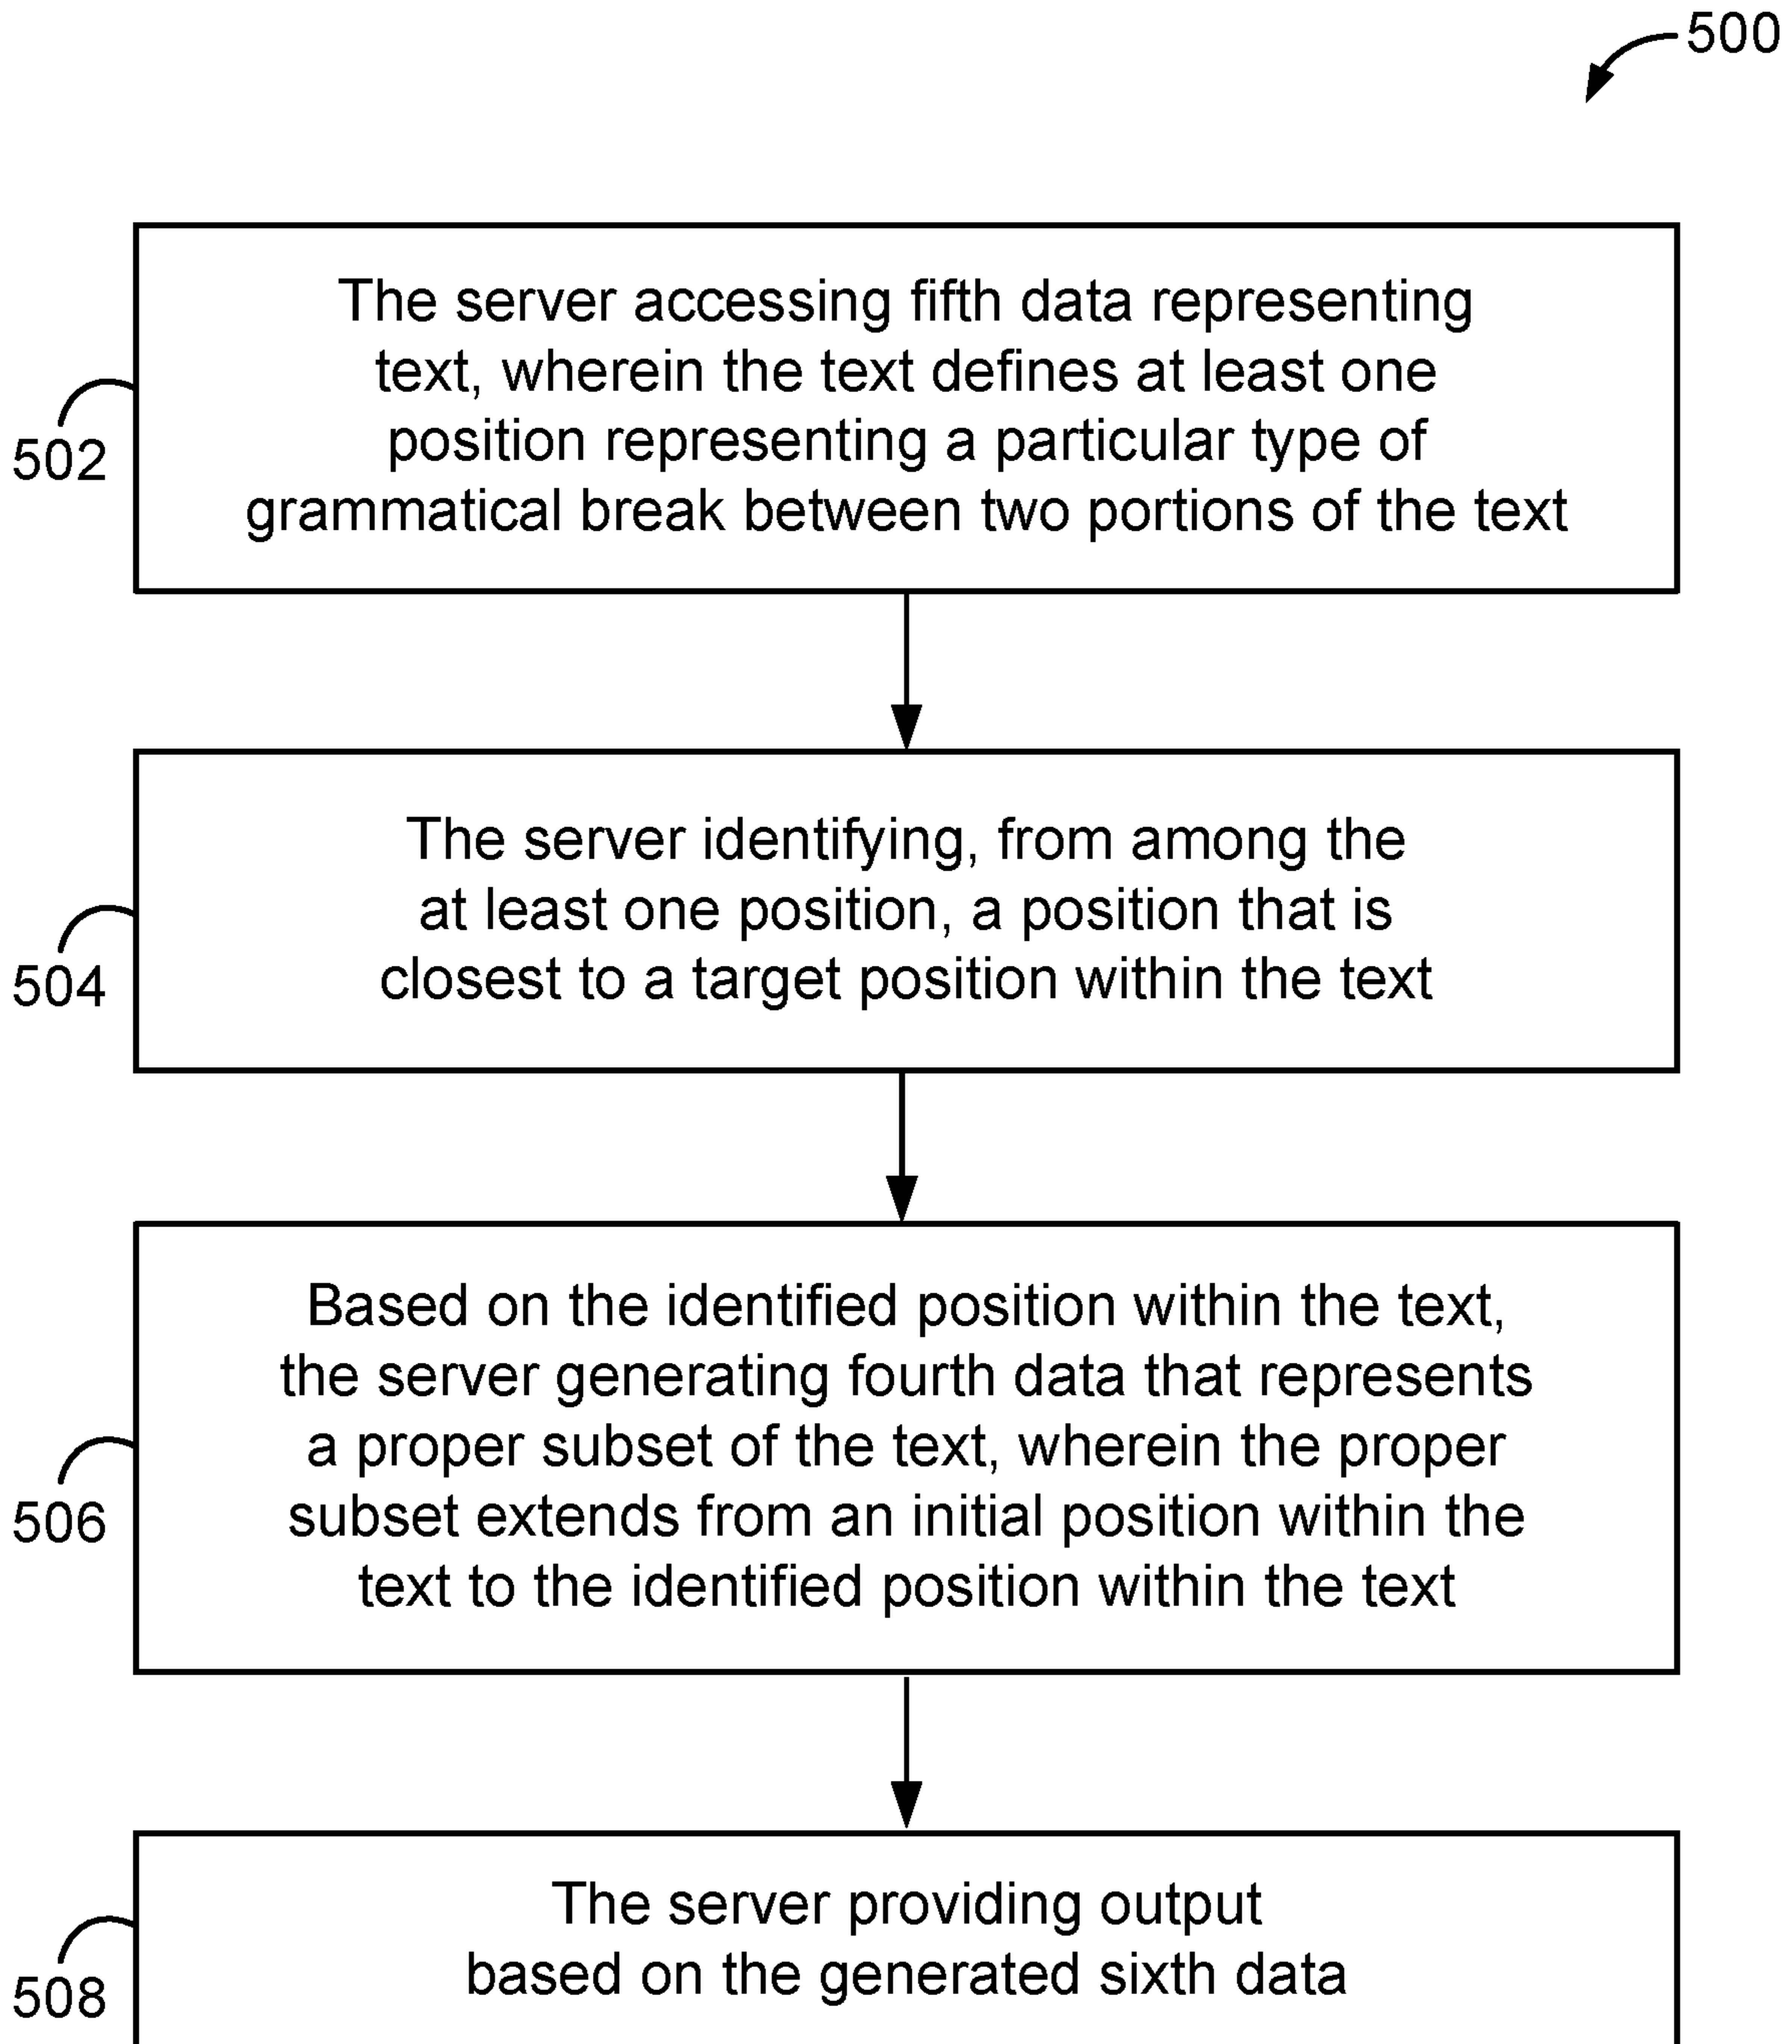 500
The server accessing fifth data representing
text, wherein the text defines at least one
position representing a particular type of
grammatical break between two portions of the text
502
The server identifying, from among the
at least one position, a position that is
closest to a target position within the text
504
Based on the identified position within the text,
the server generating fourth data that represents
a proper subset of the text, wherein the proper
subset extends from an initial position within the
text to the identified position within the text
506
The server providing output
based on the generated sixth data
508